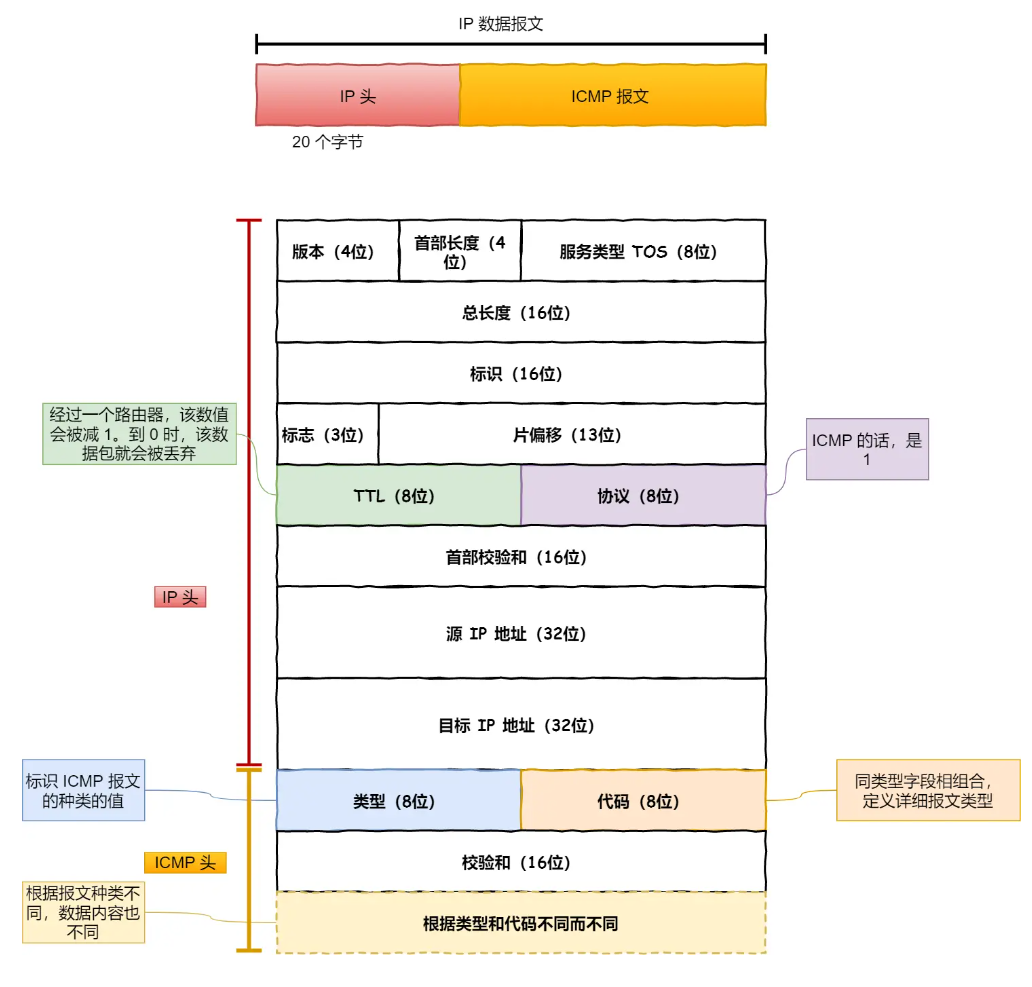 IP 数据报文
IP 头
ICMP 报文
20 个字节
版本（4位）
首部长度（4
位）
服务类型 TOS（8位）
总长度（16位）
标识（16位）
经过一个路由器，该数值
会被减 1。到 0 时，该数
据包就会被丢弃
标志（3位）
片偏移（13位）
ICMP 的话，是
1
TTL（8位）
协议（8位）
首部校验和（16位）
IP 头
源 IP 地址（32位）
目标 IP 地址（32位）
标识 ICMP 报文
的种类的值
类型（8位）
代码（8位）
同类型字段相组合，
定义详细报文类型
ICMP 头
校验和（16位）
根据报文种类不
同，数据内容也
不同
根据类型和代码不同而不同